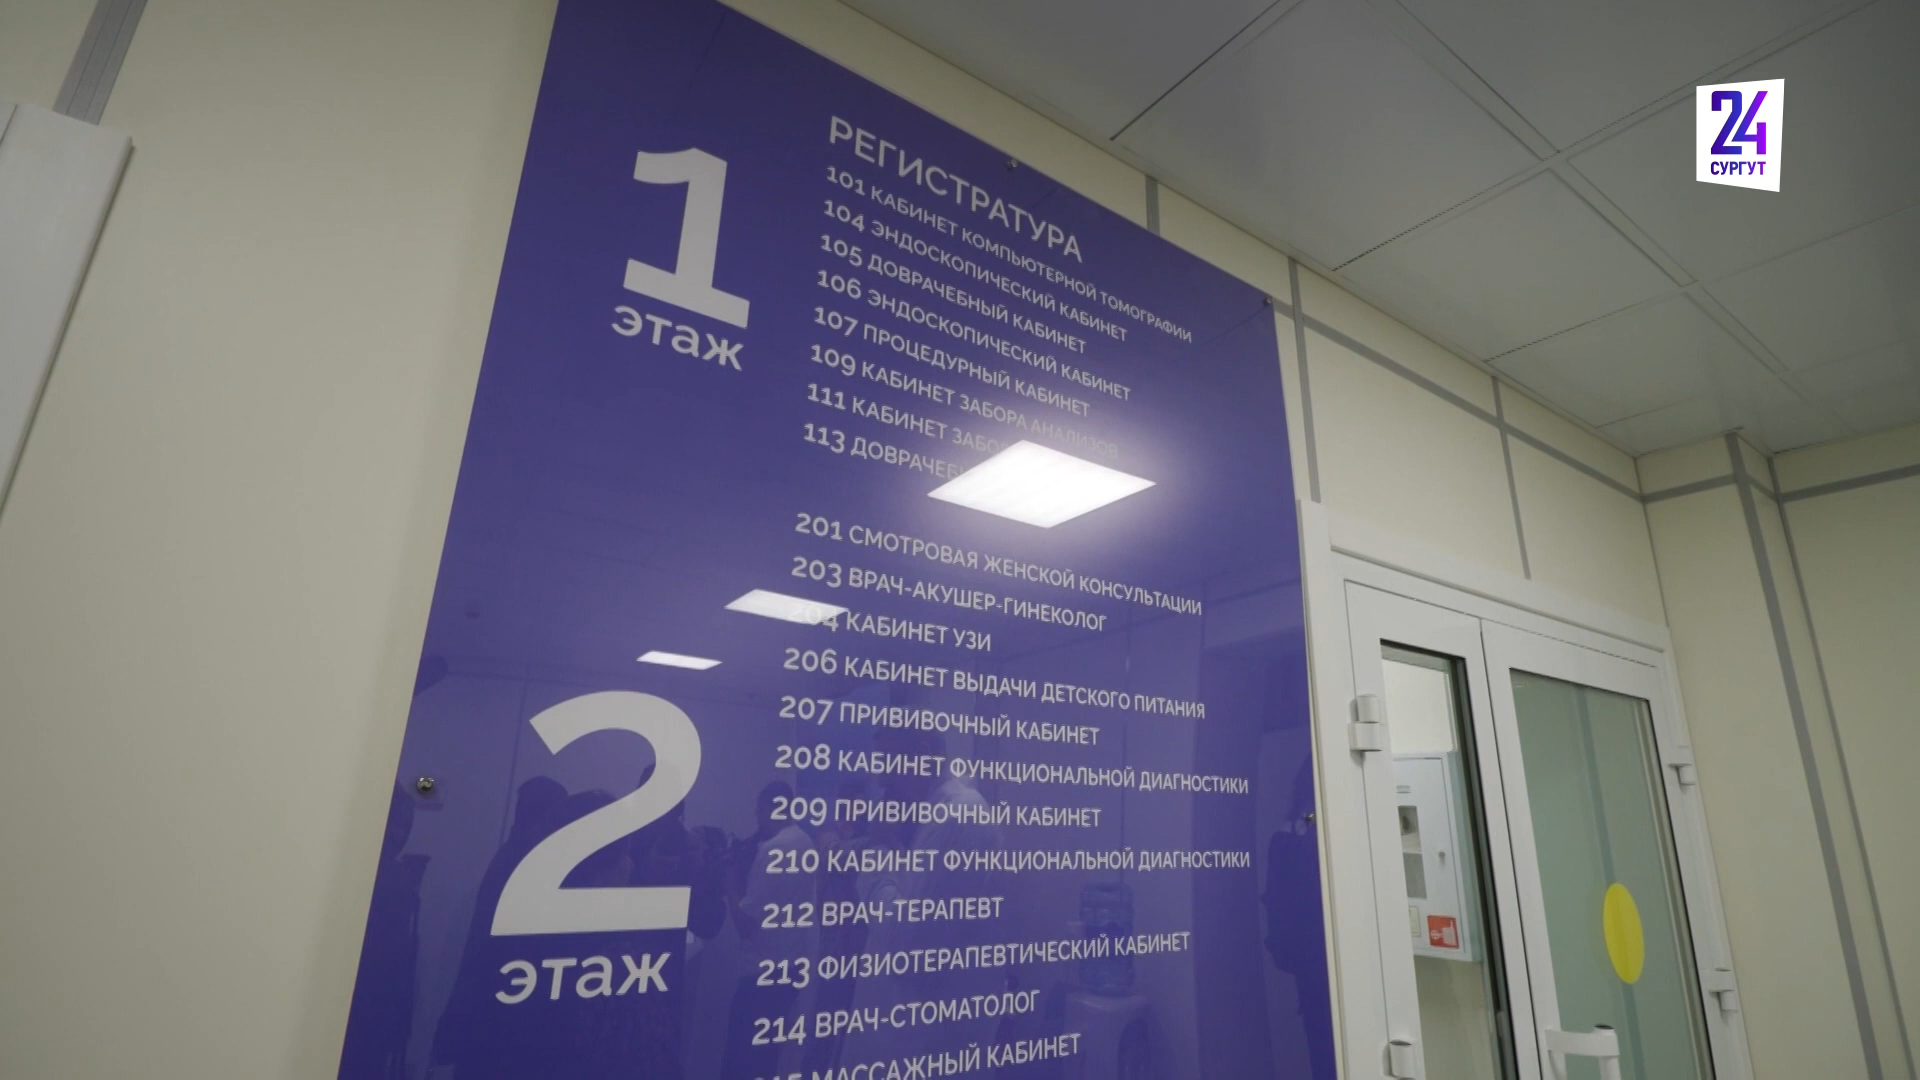 24
СУРГУТ
1
этаж
РЕГИСТРАТУРА
101 КАБИНЕТ КОМПЬЮТЕРНОЙ ТОМОГРАФИИ
104 ЭНДОСКОПИЧЕСКИЙ КАБИНЕТ
105 ДОВРАЧЕБНЫЙ КАБИНЕТ
106 ЭНДОСКОПИЧЕСКИЙ КАБИНЕТ
107 ПРОЦЕДУРНЫЙ КАБИНЕТ
109 КАБИНЕТ ЗАБОРА АНАЛИЗОВ
111 КАБИНЕТ
113
2
этаж
201 СМОТРОВАЯ ЖЕНСКОЙ КОНСУЛЬТАЦИИ
203 ВРАЧ-АКУШЕР-ГИНЕКОЛОГ
204 КАБИНЕТ УЗИ
206 КАБИНЕТ ВЫДАЧИ ДЕТСКОГО ПИТАНИЯ
207 ПРИВИВОЧНЫЙ КАБИНЕТ
208 КАБИНЕТ ФУНКЦИОНАЛЬНОЙ ДИАГНОСТИКИ
209 ПРИВИВОЧНЫЙ КАБИНЕТ
210 КАБИНЕТ ФУНКЦИОНАЛЬНОЙ ДИАГНОСТИКИ
212 ВРАЧ-ТЕРАПЕВТ
213 ФИЗИОТЕРАПЕВТИЧЕСКИЙ КАБИНЕТ
214 ВРАЧ-СТОМАТОЛОГ
МАССАЖНЫЙ КАБИНЕТ